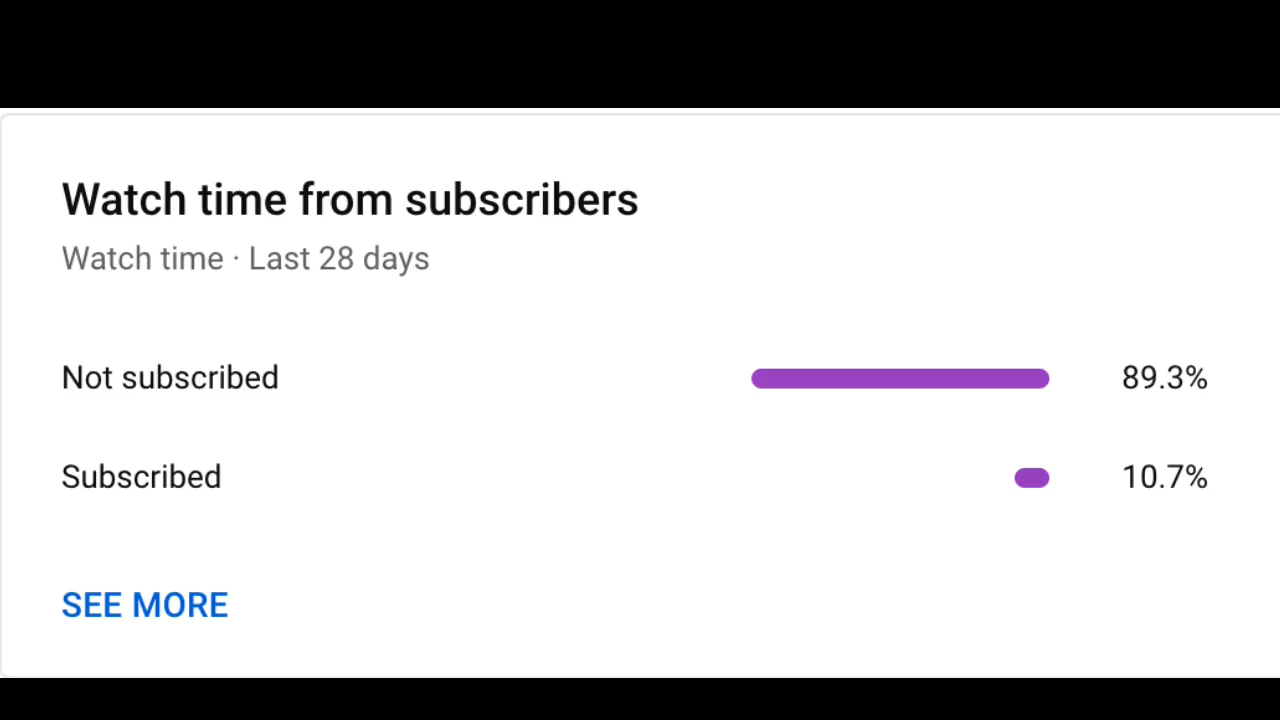 Watch time from subscribers
Watch time · Last 28 days
Not subscribed 89.3%
Subscribed 10.7%
SEE MORE